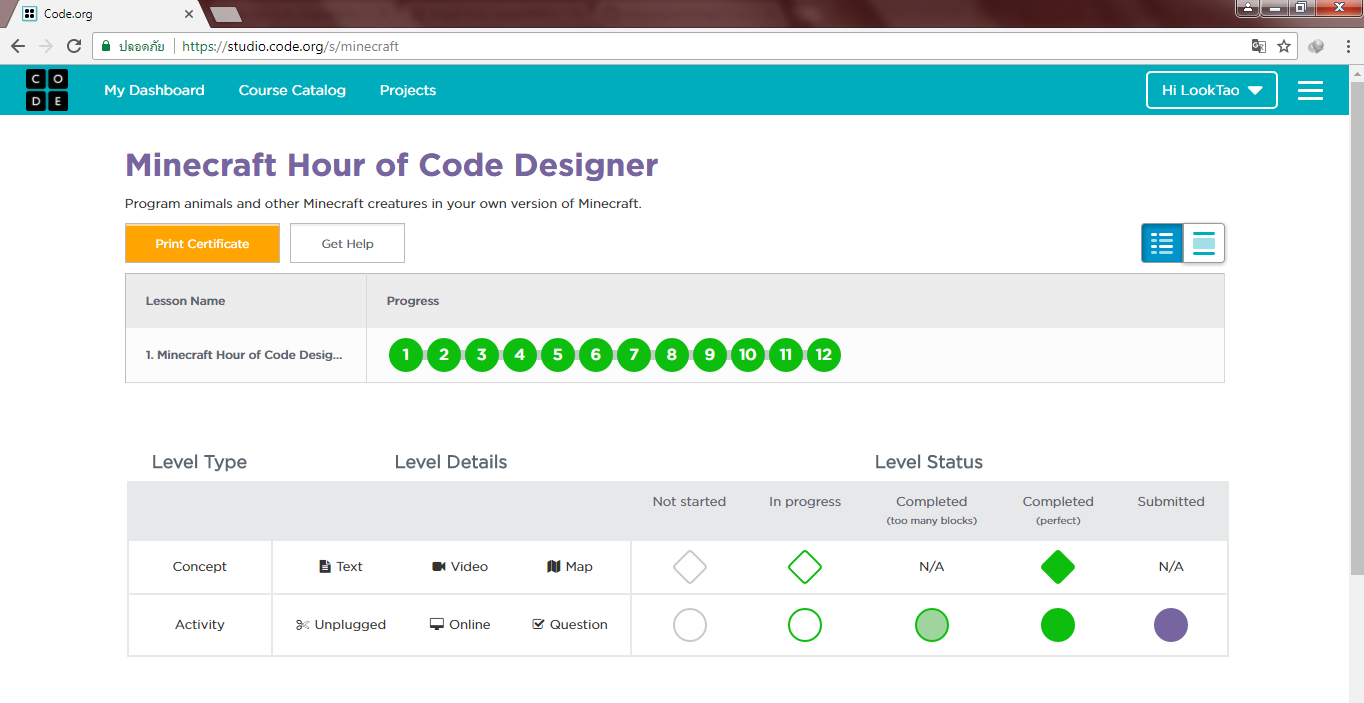 Code.org
ปลอดภัย https://studio.code.org/s/minecraft
C O
D E
My Dashboard Course Catalog Projects Hi LookTao
Minecraft Hour of Code Designer
Program animals and other Minecraft creatures in your own version of Minecraft.
Print Certificate Get Help
Lesson Name Progress
1. Minecraft Hour of Code Desig... 1 2 3 4 5 6 7 8 9 10 11 12
Level Type Level Details Level Status
Not started In progress Completed Completed Submitted
(too many blocks) (perfect)
Concept Text Video Map N/A N/A
Activity Unplugged Online Question